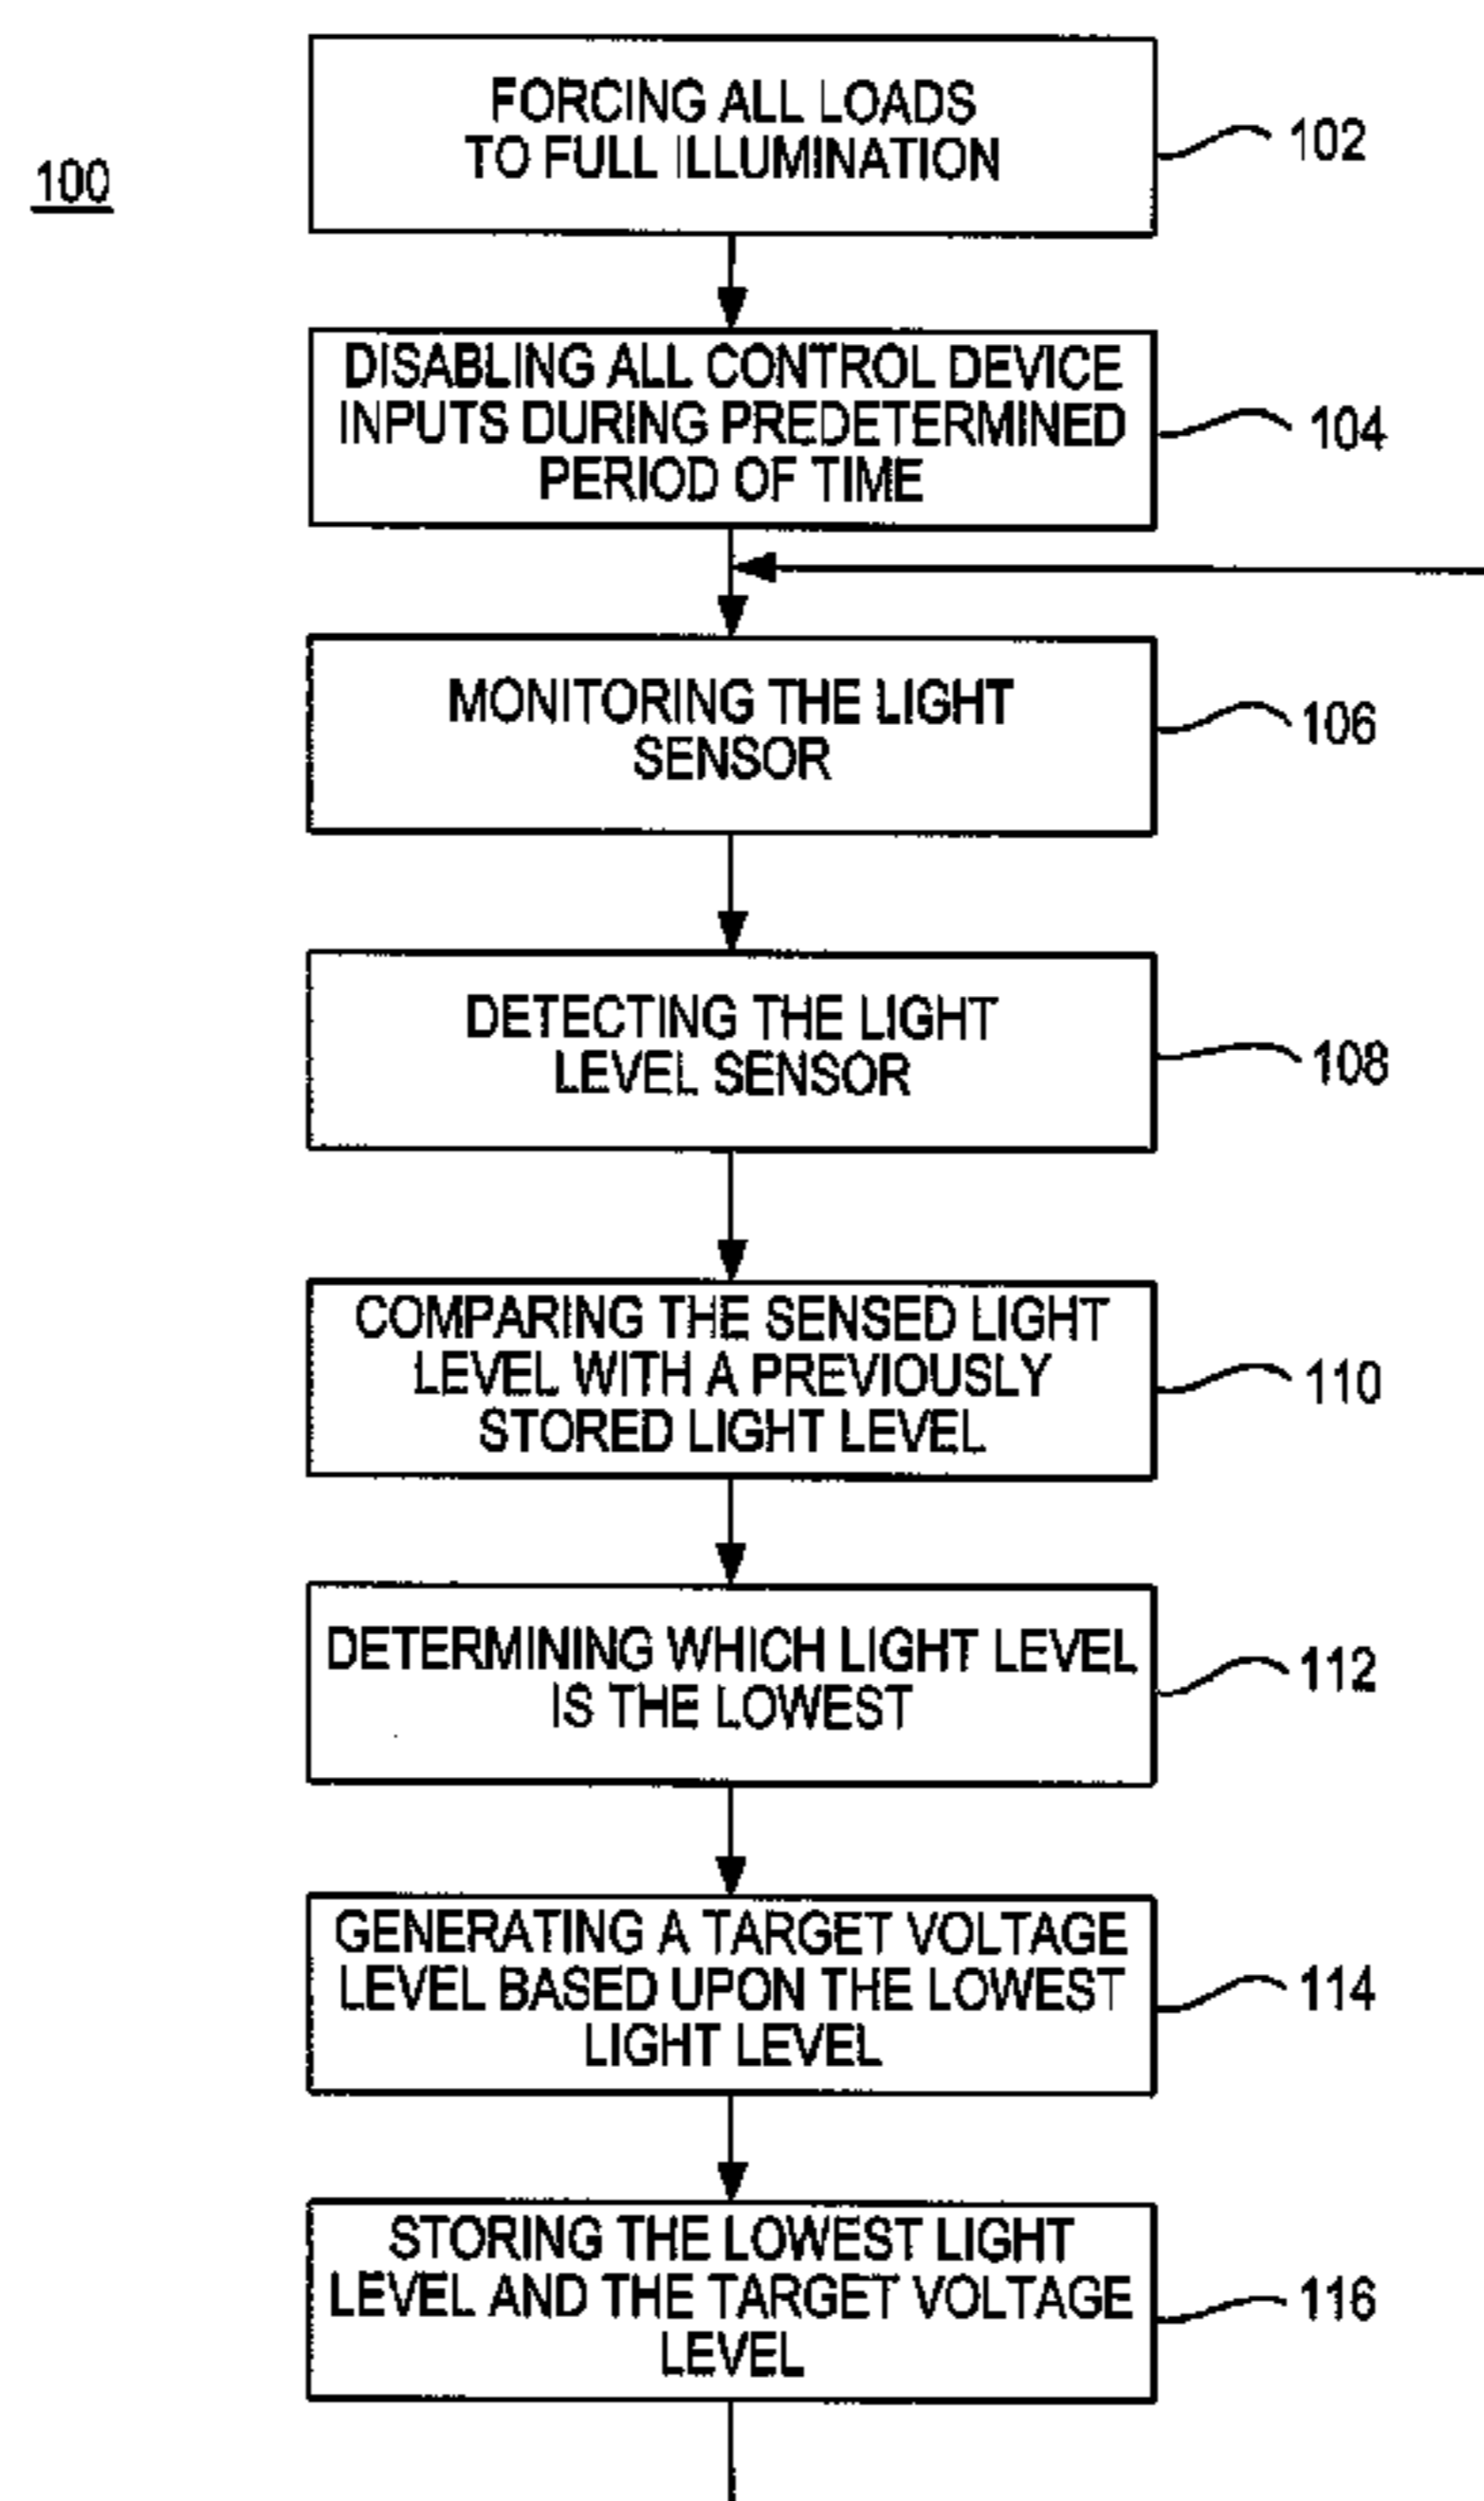 100
FORCING ALL LOADS
TO FULL ILLUMINATION
102
DISABLING ALL CONTROL DEVICE
INPUTS DURING PREDETERMINED
PERIOD OF TIME
104
MONITORING THE LIGHT
SENSOR
106
DETECTING THE LIGHT
LEVEL SENSOR
108
COMPARING THE SENSED LIGHT
LEVEL WITH A PREVIOUSLY
STORED LIGHT LEVEL
110
DETERMINING WHICH LIGHT LEVEL
IS THE LOWEST
112
GENERATING A TARGET VOLTAGE
LEVEL BASED UPON THE LOWEST
LIGHT LEVEL
114
STORING THE LOWEST LIGHT
LEVEL AND THE TARGET VOLTAGE
LEVEL
116